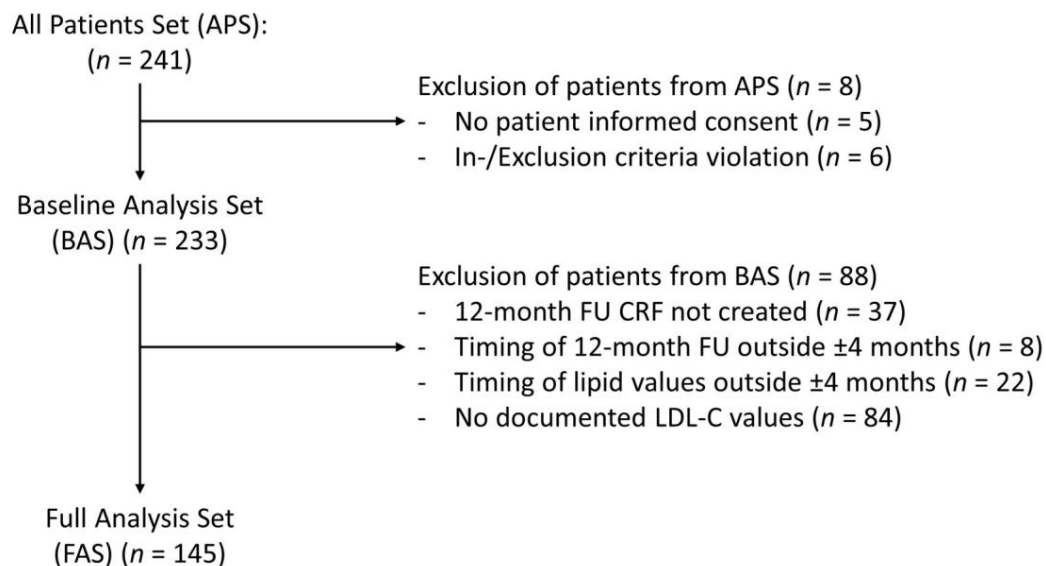 All Patients Set (APS):
(n = 241)
Exclusion of patients from APS (n = 8)
- No patient informed consent (n = 5)
- In-/Exclusion criteria violation (n = 6)
Baseline Analysis Set
(BAS) (n = 233)
Exclusion of patients from BAS (n = 88)
- 12-month FU CRF not created (n = 37)
- Timing of 12-month FU outside ±4 months (n = 8)
- Timing of lipid values outside ±4 months (n = 22)
- No documented LDL-C values (n = 84)
Full Analysis Set
(FAS) (n = 145)